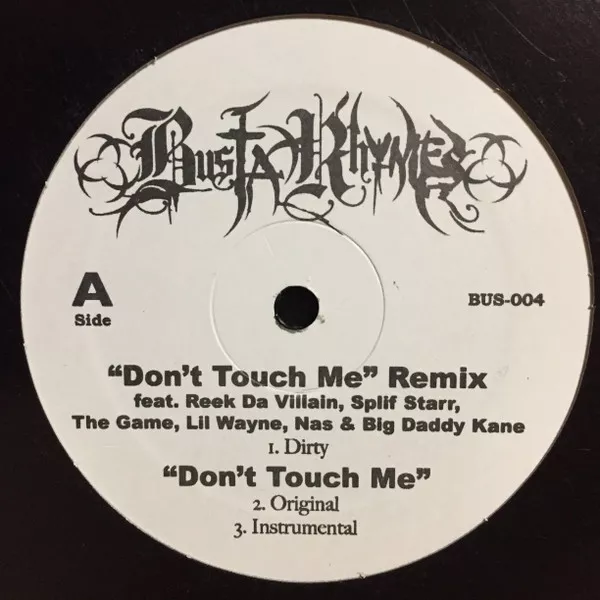 Busta Rhymes
A
Side
BUS-004
“Don’t Touch Me” Remix
feat. Reek Da Villain, Splif Starr,
The Game, Lil Wayne, Nas & Big Daddy Kane
1. Dirty
“Don’t Touch Me”
2. Original
3. Instrumental